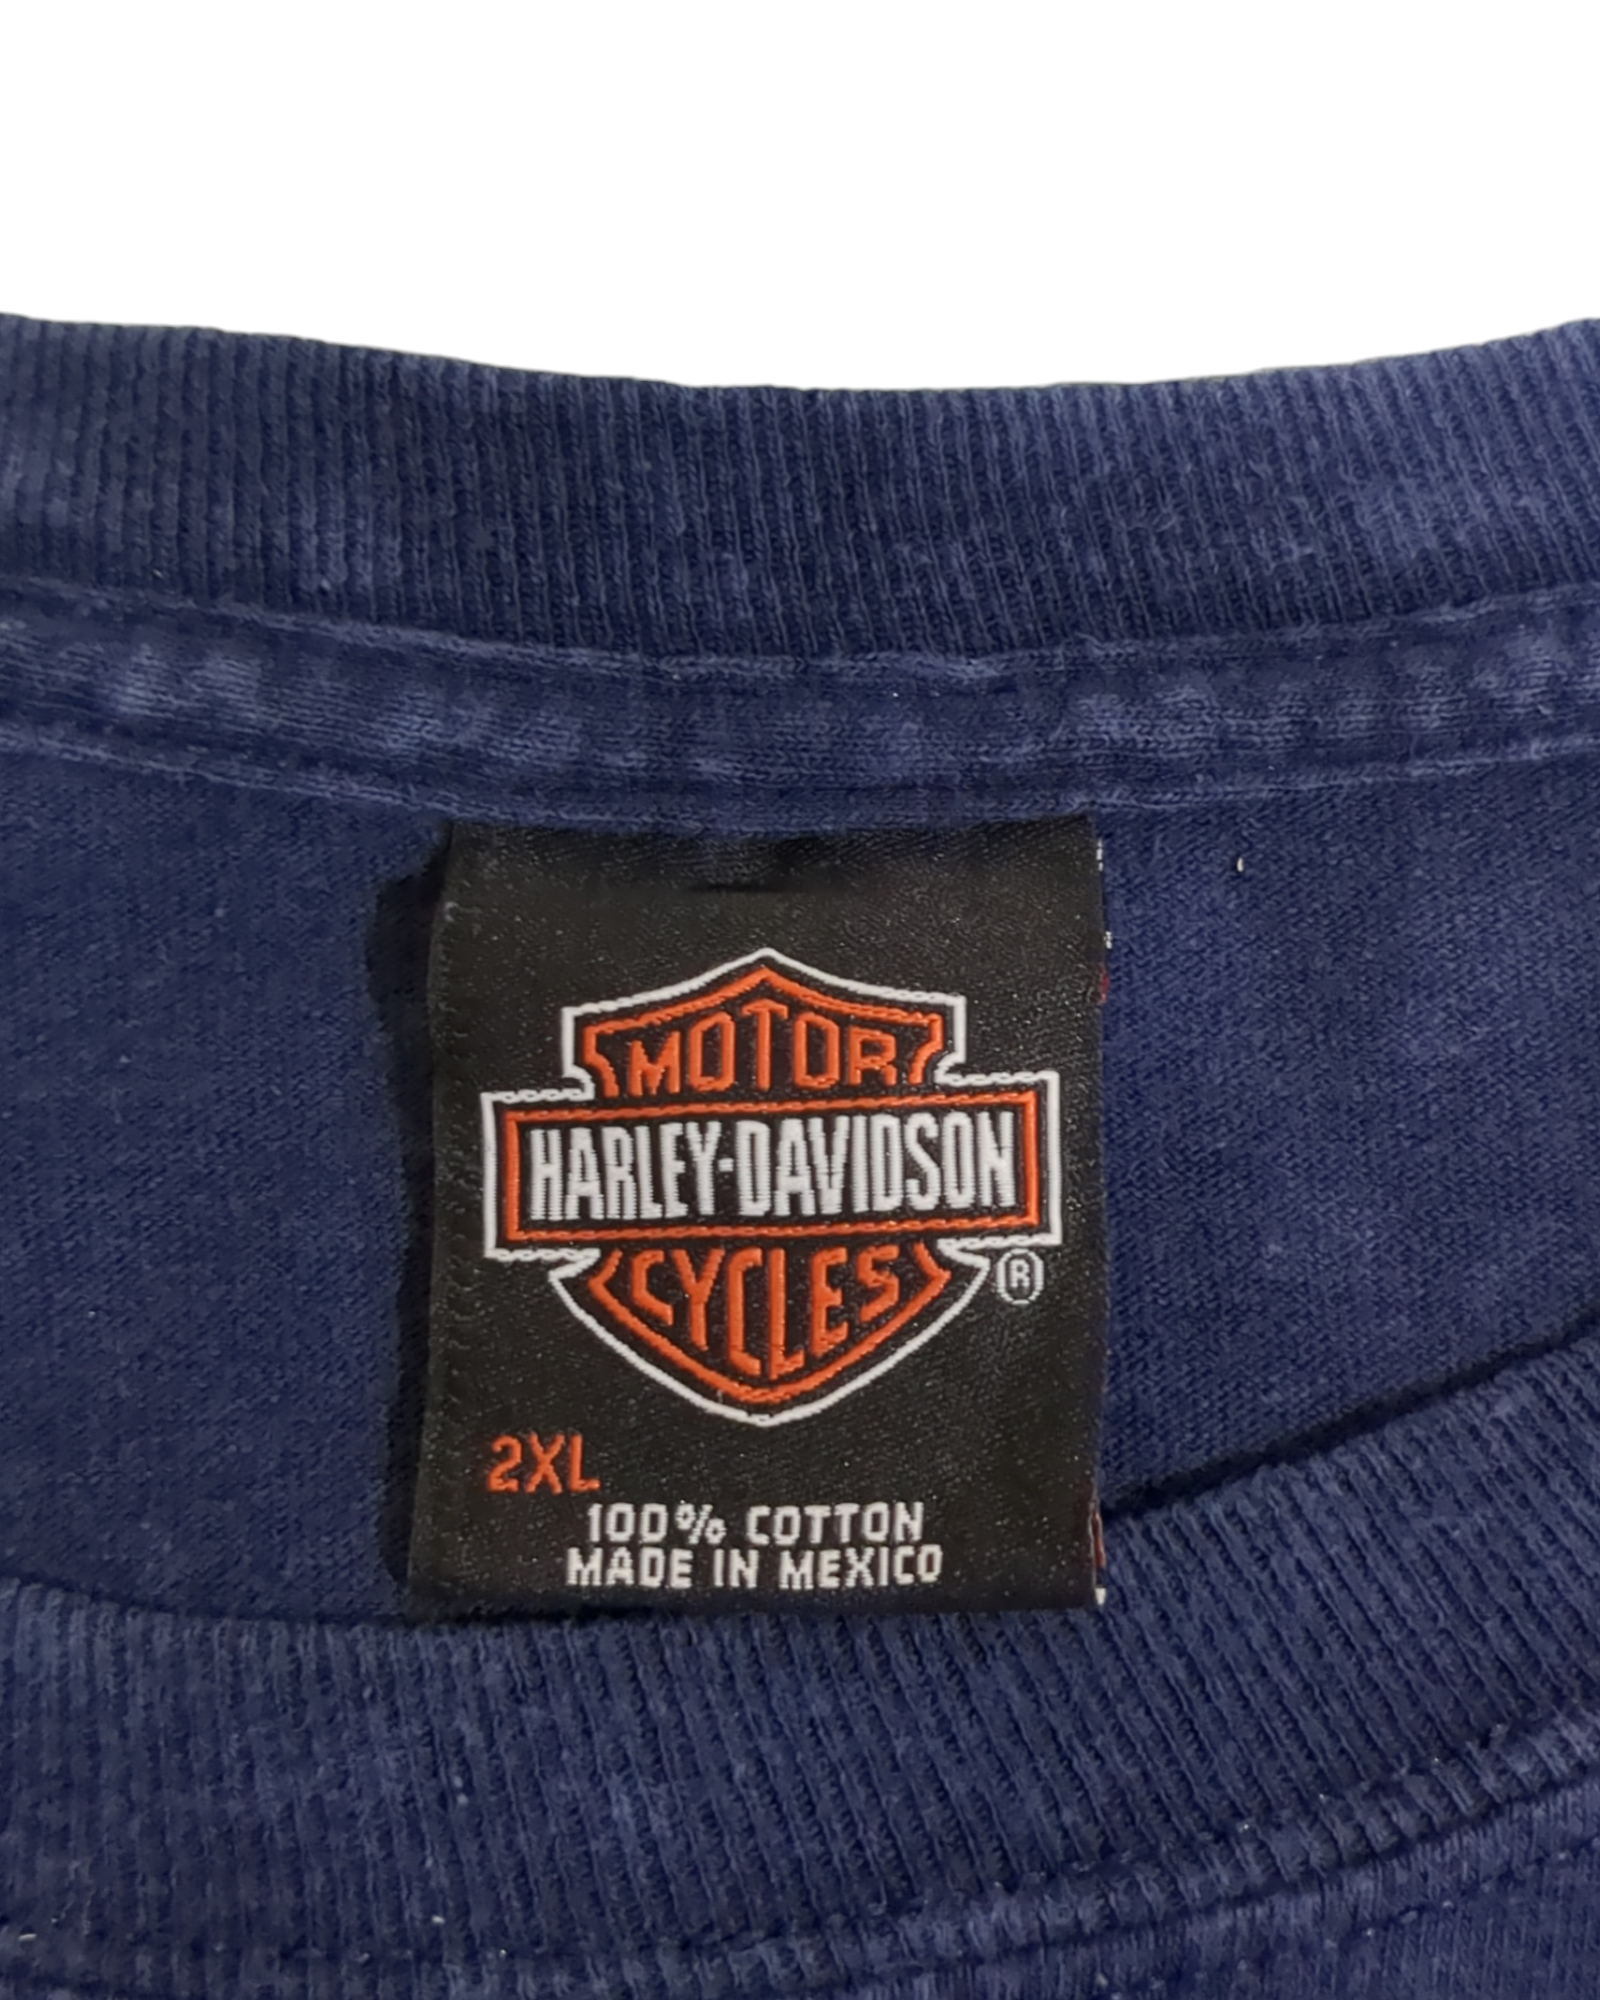 MOTOR
HARLEY-DAVIDSON
CYCLES
®
2XL
100% COTTON
MADE IN MEXICO